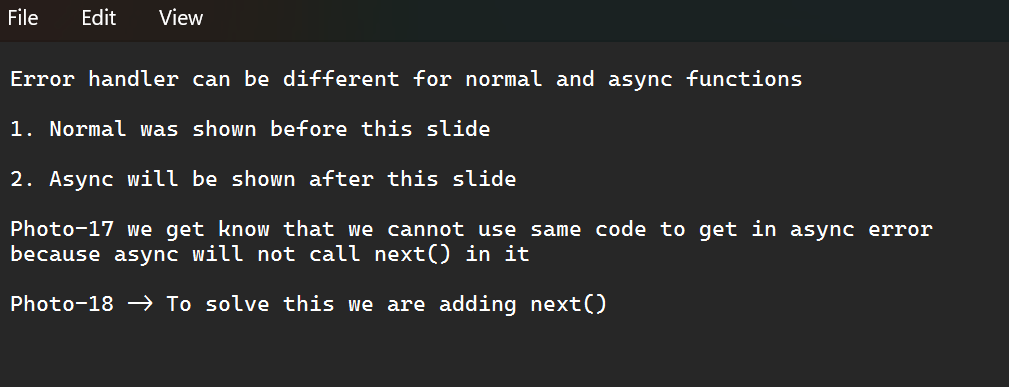 File Edit View
Error handler can be different for normal and async functions
1. Normal was shown before this slide
2. Async will be shown after this slide
Photo-17 we get know that we cannot use same code to get in async error
because async will not call next() in it
Photo-18 -> To solve this we are adding next()